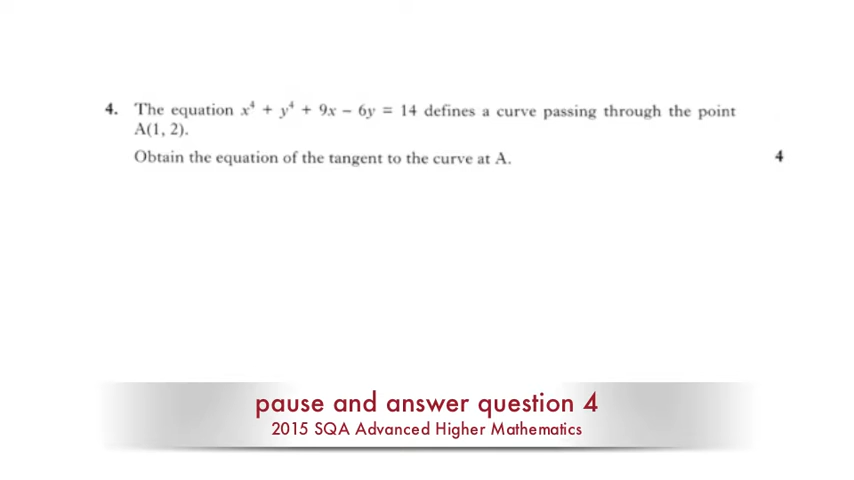 4. The equation x⁴ + y⁴ + 9x − 6y = 14 defines a curve passing through the point
A(1, 2).
Obtain the equation of the tangent to the curve at A. 4
pause and answer question 4
2015 SQA Advanced Higher Mathematics